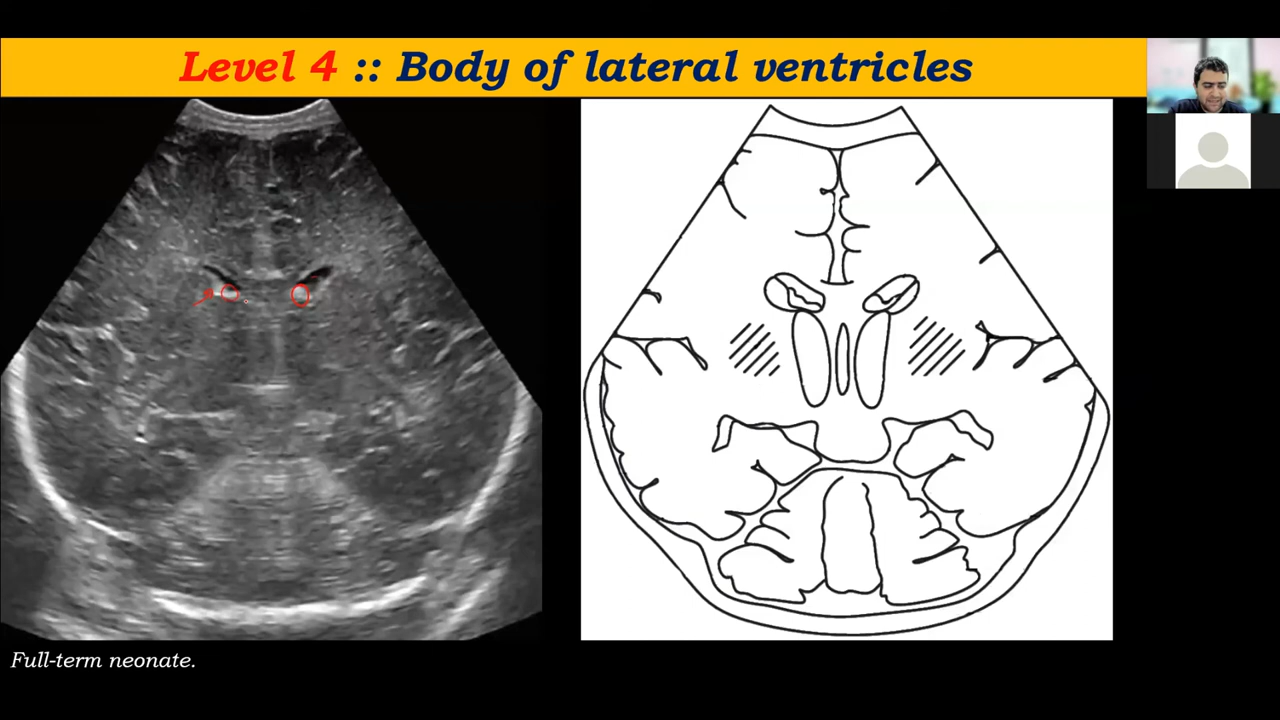 Level 4 :: Body of lateral ventricles
Full-term neonate.